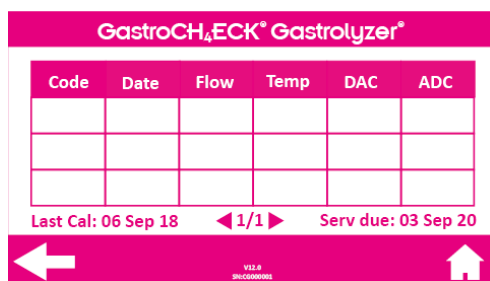 GastroCH₄ECK® Gastrolyzer®
Code Date Flow Temp DAC ADC
Last Cal: 06 Sep 18 1/1 Serv due: 03 Sep 20
V12.0
SN:CG000001